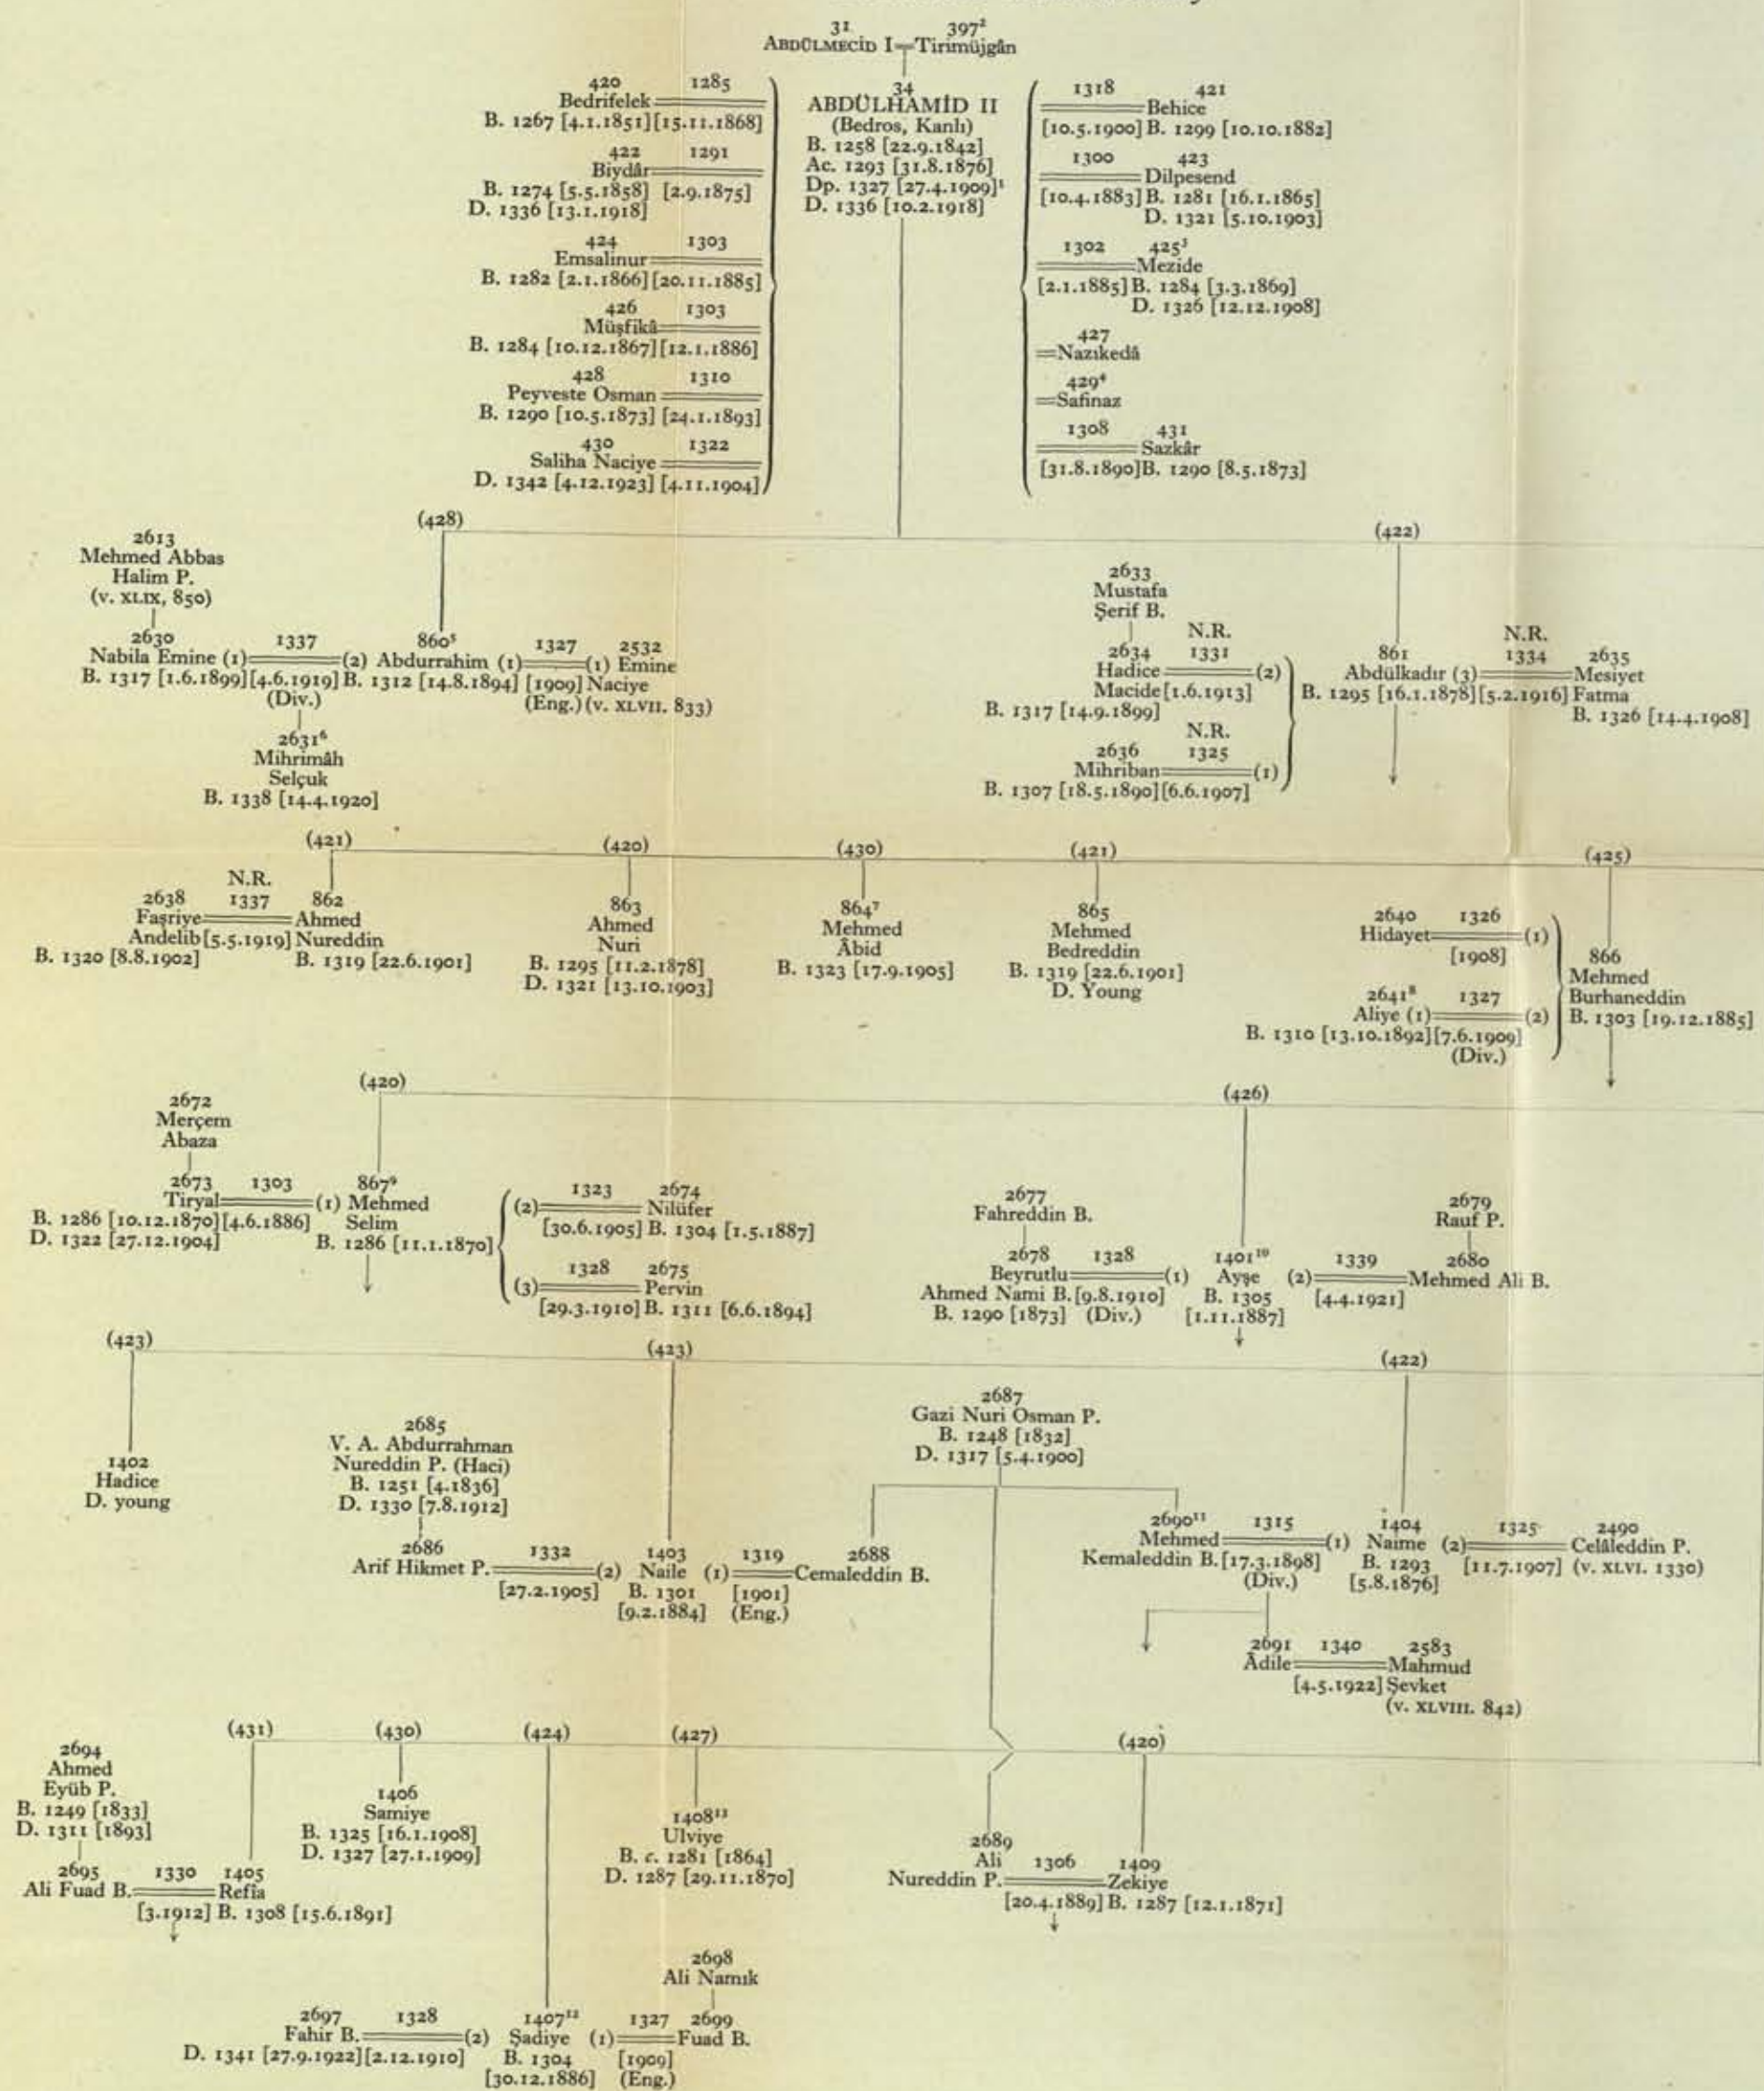 31 397²
ABDÜLMECİD I Tirimüjgân
420 1285
Bedrifelek
B. 1267 [4.1.1851] [15.11.1868]
422 1291
Biydâr
B. 1274 [5.5.1858] [2.9.1875]
D. 1336 [13.1.1918]
424 1303
Emsalinur
B. 1282 [2.1.1866] [20.11.1885]
426 1303
Müşfikâ
B. 1284 [10.12.1867] [12.1.1886]
428 1310
Peyveste Osman
B. 1290 [10.5.1873] [24.1.1893]
430 1322
Saliha Naciye
D. 1342 [4.12.1923] [4.11.1904]
34
ABDÜLHAMİD II
(Bedros, Kanlı)
B. 1258 [22.9.1842]
Ac. 1293 [31.8.1876]
Dp. 1327 [27.4.1909]¹
D. 1336 [10.2.1918]
1318 421
Behice
[10.5.1900] B. 1299 [10.10.1882]
1300 423
Dilpesend
[10.4.1883] B. 1281 [16.1.1865]
D. 1321 [5.10.1903]
1302 425³
Mezide
[2.1.1885] B. 1284 [3.3.1869]
D. 1326 [12.12.1908]
427
Nazıkedâ
429⁴
Safinaz
1308 431
Sazkâr
[31.8.1890] B. 1290 [8.5.1873]
(428) (422)
2613
Mehmed Abbas
Halim P.
(v. XLIX, 850)
2630 1337 860⁵ 1327 2532
Nabila Emine (1) (2) Abdurrahim (1) (1) Emine
B. 1317 [1.6.1899] [4.6.1919] B. 1312 [14.8.1894] [1909] Naciye
(Div.) (Eng.) (v. XLVII. 833)
2631⁶
Mihrimâh
Selçuk
B. 1338 [14.4.1920]
2633
Mustafa
Şerif B.
N.R.
2634 1331
Hadice (2)
Macide [1.6.1913]
B. 1317 [14.9.1899]
N.R.
2636 1325
Mihriban (1)
B. 1307 [18.5.1890] [6.6.1907]
N.R.
861 1334 2635
Abdülkadır (3) Mesiyet
B. 1295 [16.1.1878] [5.2.1916] Fatma
B. 1326 [14.4.1908]
(421) (420) (430) (421) (425)
N.R.
2638 1337 862
Faşriye Ahmed
Andelib [5.5.1919] Nureddin
B. 1320 [8.8.1902] B. 1319 [22.6.1901]
863
Ahmed
Nuri
B. 1295 [11.2.1878]
D. 1321 [13.10.1903]
864⁷
Mehmed
Âbid
B. 1323 [17.9.1905]
865
Mehmed
Bedreddin
B. 1319 [22.6.1901]
D. Young
2640 1326
Hidayet (1)
[1908]
2641⁸ 1327
Aliye (1) (2)
B. 1310 [13.10.1892] [7.6.1909]
(Div.)
866
Mehmed
Burhaneddin
B. 1303 [19.12.1885]
(420) (426)
2672
Merçem
Abaza
2673 1303 867⁹
Tiryal (1) Mehmed
B. 1286 [10.12.1870] [4.6.1886] Selim
D. 1322 [27.12.1904] B. 1286 [11.1.1870]
1323 2674
(2) Nilüfer
[30.6.1905] B. 1304 [1.5.1887]
1328 2675
(3) Pervin
[29.3.1910] B. 1311 [6.6.1894]
2677
Fahreddin B.
2679
Rauf P.
2678 1328 1401¹⁰ 1339 2680
Beyrutlu (1) Ayşe (2) Mehmed Ali B.
Ahmed Nami B. [9.8.1910] B. 1305 [4.4.1921]
B. 1290 [1873] (Div.) [1.11.1887]
(423) (423) (422)
1402
Hadice
D. young
2685
V. A. Abdurrahman
Nureddin P. (Haci)
B. 1251 [4.1836]
D. 1330 [7.8.1912]
2686 1332 1403 1319 2688
Arif Hikmet P. (2) Naile (1) Cemaleddin B.
[27.2.1905] B. 1301 [1901]
[9.2.1884] (Eng.)
2687
Gazi Nuri Osman P.
B. 1248 [1832]
D. 1317 [5.4.1900]
2690¹¹ 1315 1404 1325 2490
Mehmed (1) Naime (2) Celâleddin P.
Kemaleddin B. [17.3.1898] B. 1293 [11.7.1907] (v. XLVI. 1330)
(Div.) [5.8.1876]
2691 1340 2583
Âdile Mahmud
[4.5.1922] Şevket
(v. XLVIII. 842)
(431) (430) (424) (427) (420)
2694
Ahmed
Eyüb P.
B. 1249 [1833]
D. 1311 [1893]
2695 1330 1405
Ali Fuad B. Refia
[3.1912] B. 1308 [15.6.1891]
1406
Samiye
B. 1325 [16.1.1908]
D. 1327 [27.1.1909]
1408¹³
Ulviye
B. c. 1281 [1864]
D. 1287 [29.11.1870]
2689
Ali 1306 1409
Nureddin P. Zekiye
[20.4.1889] B. 1287 [12.1.1871]
2698
Ali Namık
2697 1328 1407¹² 1327 2699
Fahir B. (2) Şadiye (1) Fuad B.
D. 1341 [27.9.1922] [2.12.1910] B. 1304 [1909]
[30.12.1886] (Eng.)